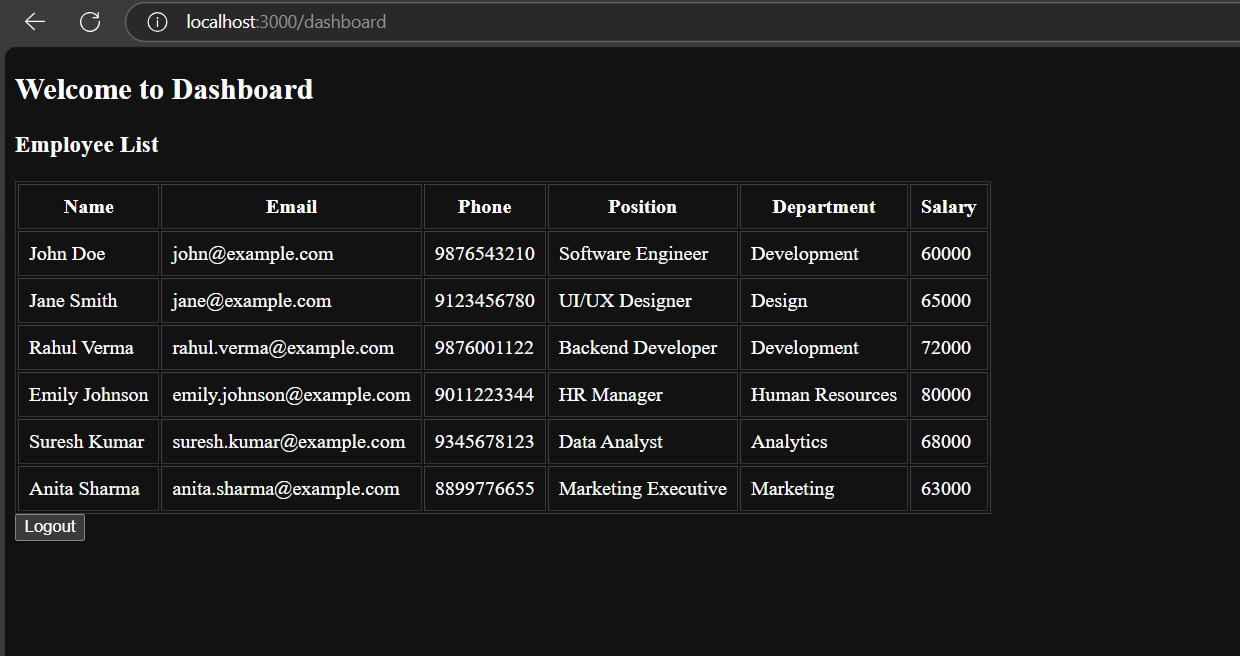 localhost:3000/dashboard
Welcome to Dashboard
Employee List
Name Email Phone Position Department Salary
John Doe john@example.com 9876543210 Software Engineer Development 60000
Jane Smith jane@example.com 9123456780 UI/UX Designer Design 65000
Rahul Verma rahul.verma@example.com 9876001122 Backend Developer Development 72000
Emily Johnson emily.johnson@example.com 9011223344 HR Manager Human Resources 80000
Suresh Kumar suresh.kumar@example.com 9345678123 Data Analyst Analytics 68000
Anita Sharma anita.sharma@example.com 8899776655 Marketing Executive Marketing 63000
Logout